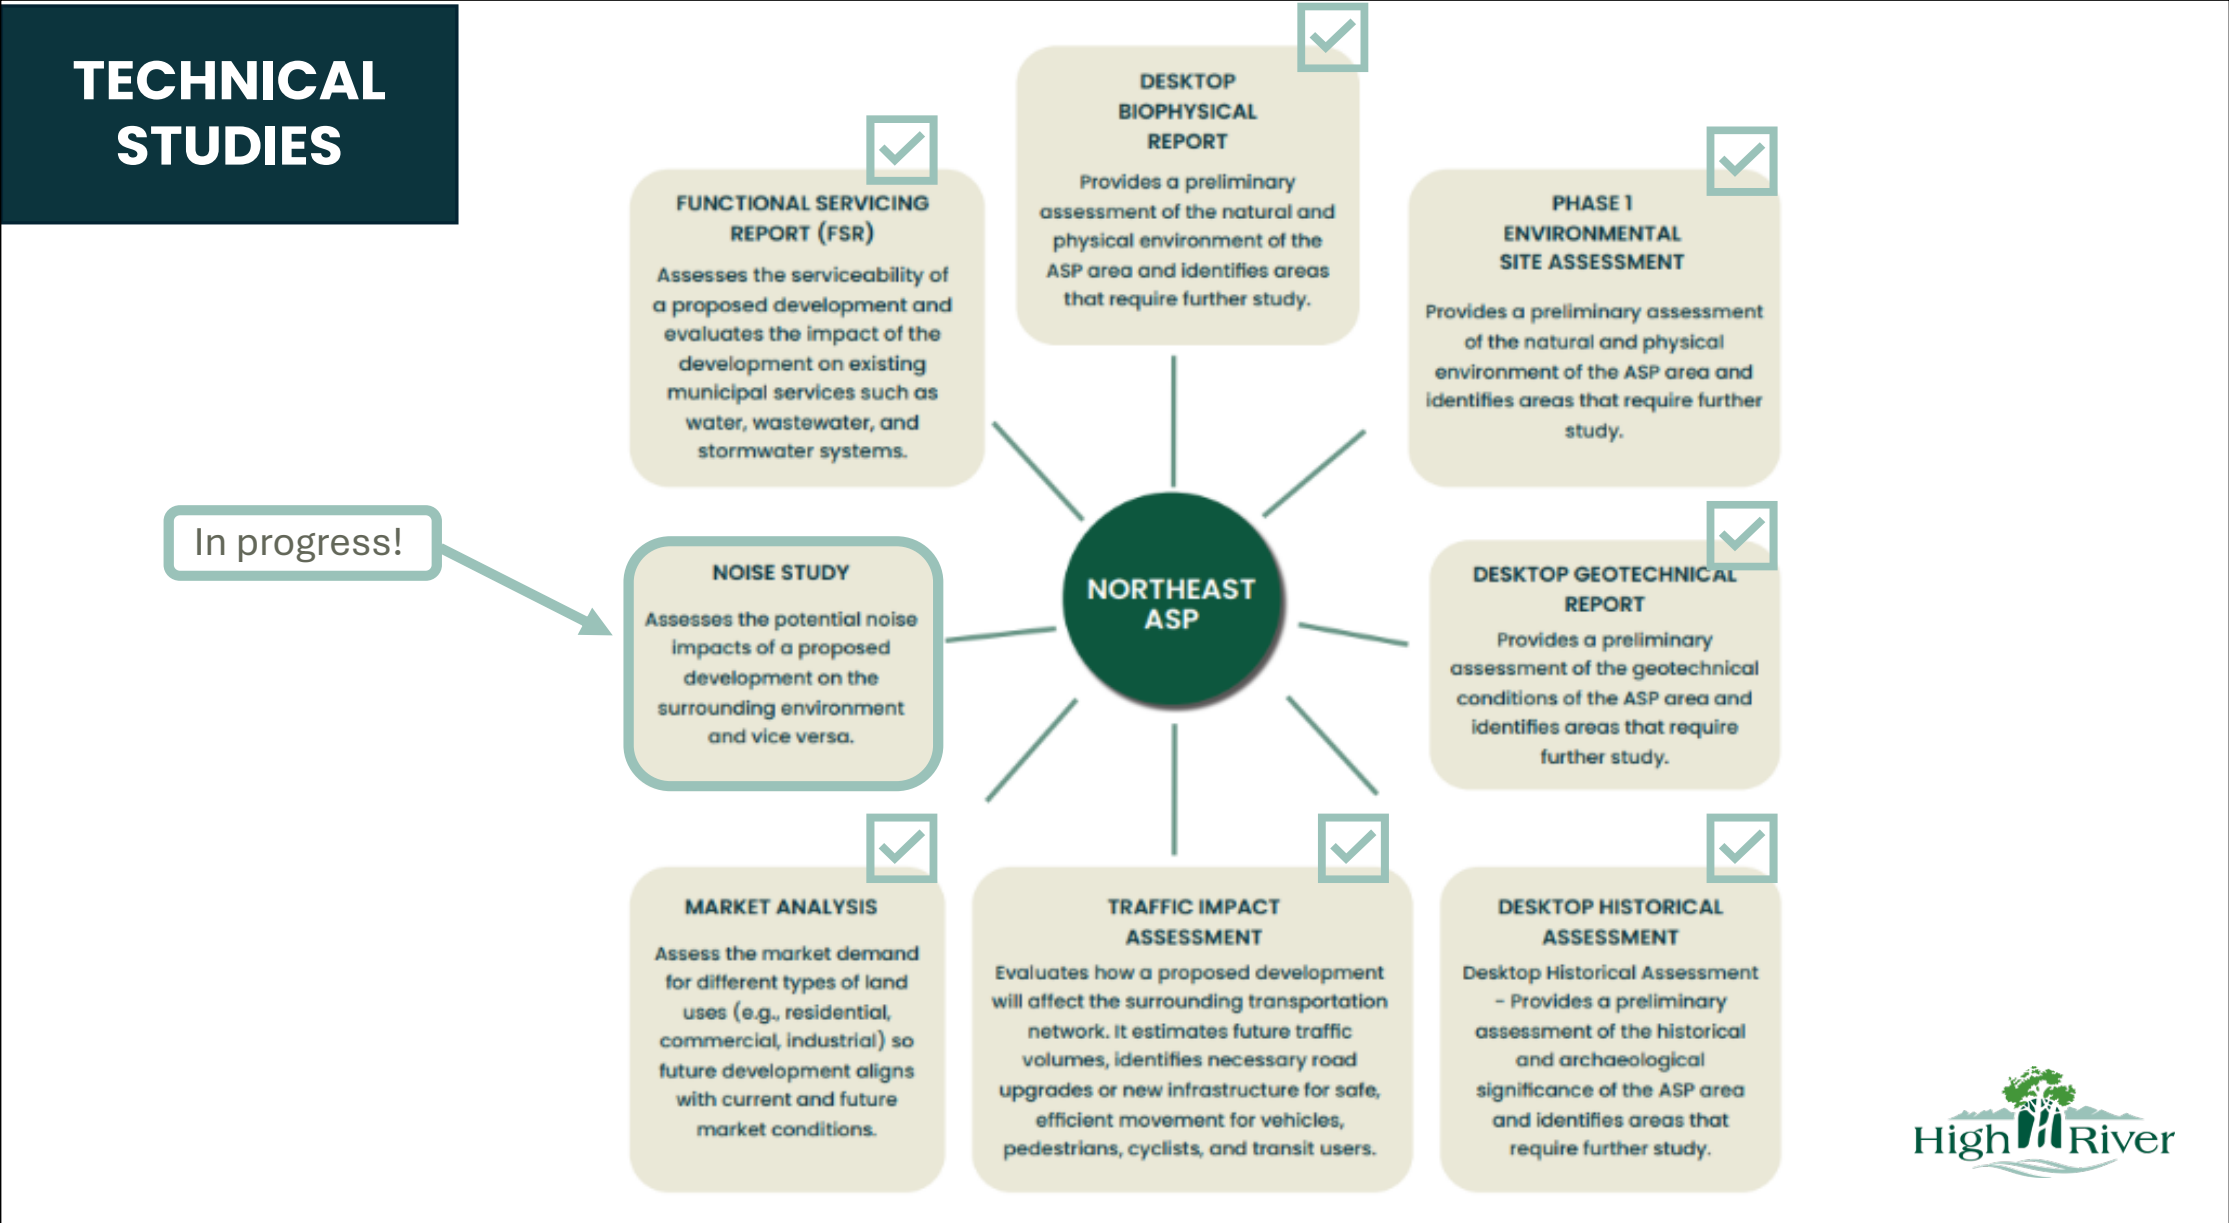 TECHNICAL
STUDIES
DESKTOP
BIOPHYSICAL
REPORT
Provides a preliminary
assessment of the natural and
physical environment of the
ASP area and identifies areas
that require further study.
FUNCTIONAL SERVICING
REPORT (FSR)
Assesses the serviceability of
a proposed development and
evaluates the impact of the
development on existing
municipal services such as
water, wastewater, and
stormwater systems.
PHASE 1
ENVIRONMENTAL
SITE ASSESSMENT
Provides a preliminary assessment
of the natural and physical
environment of the ASP area and
identifies areas that require further
study.
In progress!
NOISE STUDY
Assesses the potential noise
impacts of a proposed
development on the
surrounding environment
and vice versa.
NORTHEAST
ASP
DESKTOP GEOTECHNICAL
REPORT
Provides a preliminary
assessment of the geotechnical
conditions of the ASP area and
identifies areas that require
further study.
MARKET ANALYSIS
Assess the market demand
for different types of land
uses (e.g., residential,
commercial, industrial) so
future development aligns
with current and future
market conditions.
TRAFFIC IMPACT
ASSESSMENT
Evaluates how a proposed development
will affect the surrounding transportation
network. It estimates future traffic
volumes, identifies necessary road
upgrades or new infrastructure for safe,
efficient movement for vehicles,
pedestrians, cyclists, and transit users.
DESKTOP HISTORICAL
ASSESSMENT
Desktop Historical Assessment
- Provides a preliminary
assessment of the historical
and archaeological
significance of the ASP area
and identifies areas that
require further study.
High River